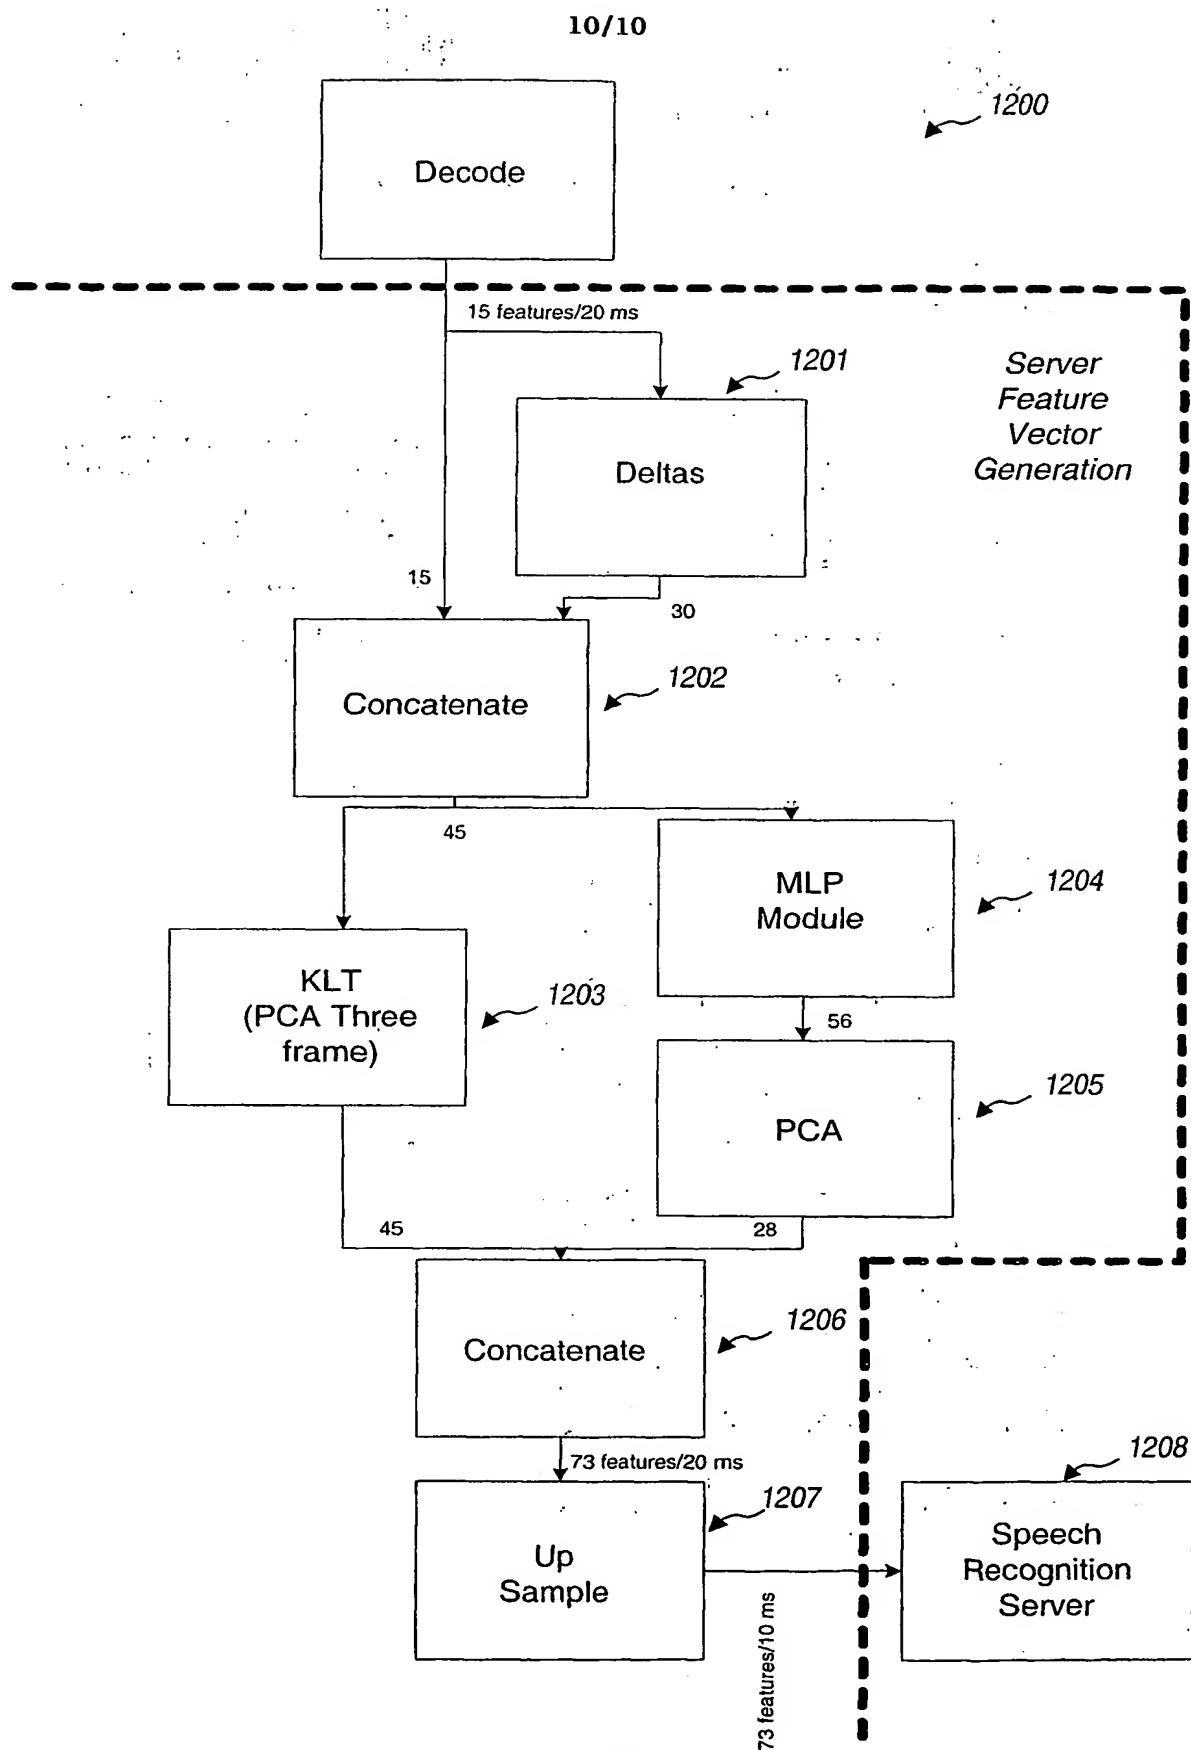 10/10
1200
Decode
15 features/20 ms
1201
Server
Feature
Vector
Generation
Deltas
15
30
1202
Concatenate
45
1204
MLP
Module
1203
KLT
(PCA Three
frame)
56
1205
PCA
45
28
1206
Concatenate
73 features/20 ms
1208
1207
Up
Sample
Speech
Recognition
Server
73 features/10 ms